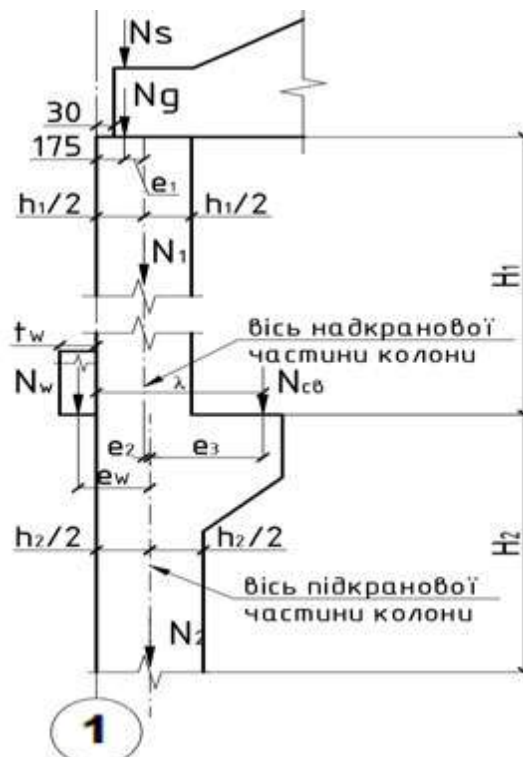 Ns
Ng
30
175
e₁
h₁/2
h₁/2
N₁
H₁
tw
вісь надкранової
частини колони
Nw
λ
Nсв
e₂
e₃
ew
h₂/2
h₂/2
H₂
вісь підкранової
частини колони
N₂
1